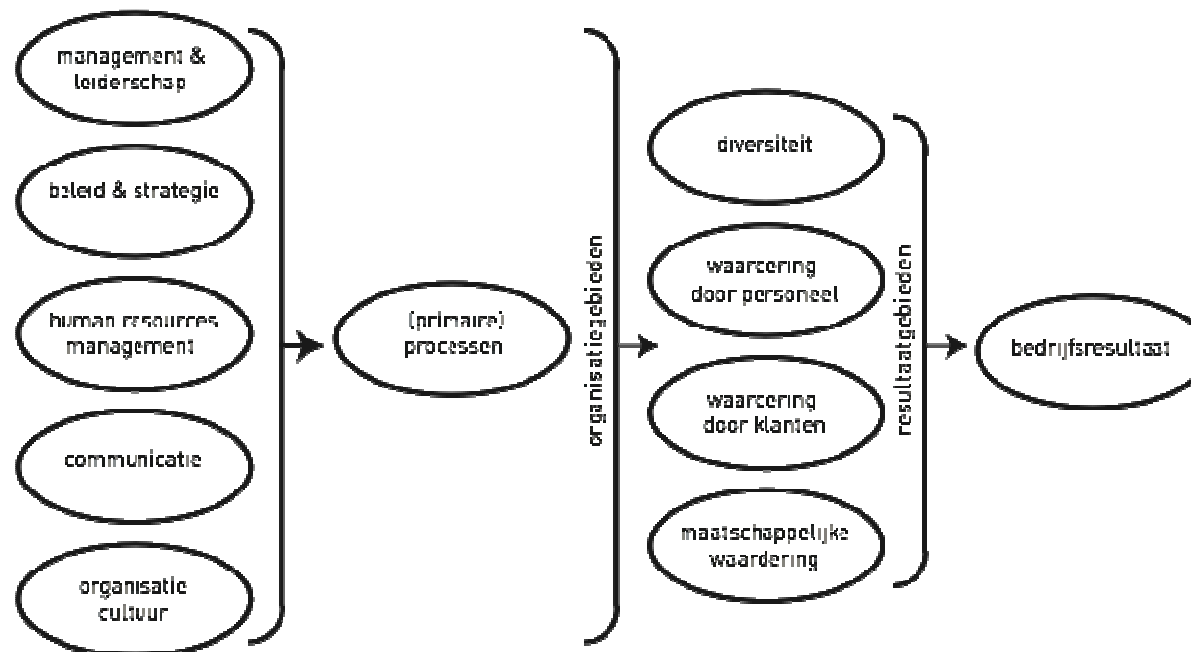 management &
leiderschap
beleid & strategie
human resources
management
communicatie
organisatie
cultuur
(primaire)
processen
organisatiegebieden
diversiteit
waardering
door personeel
waardering
door klanten
maatschappelijke
waardering
resultaatgebieden
bedrijfsresultaat